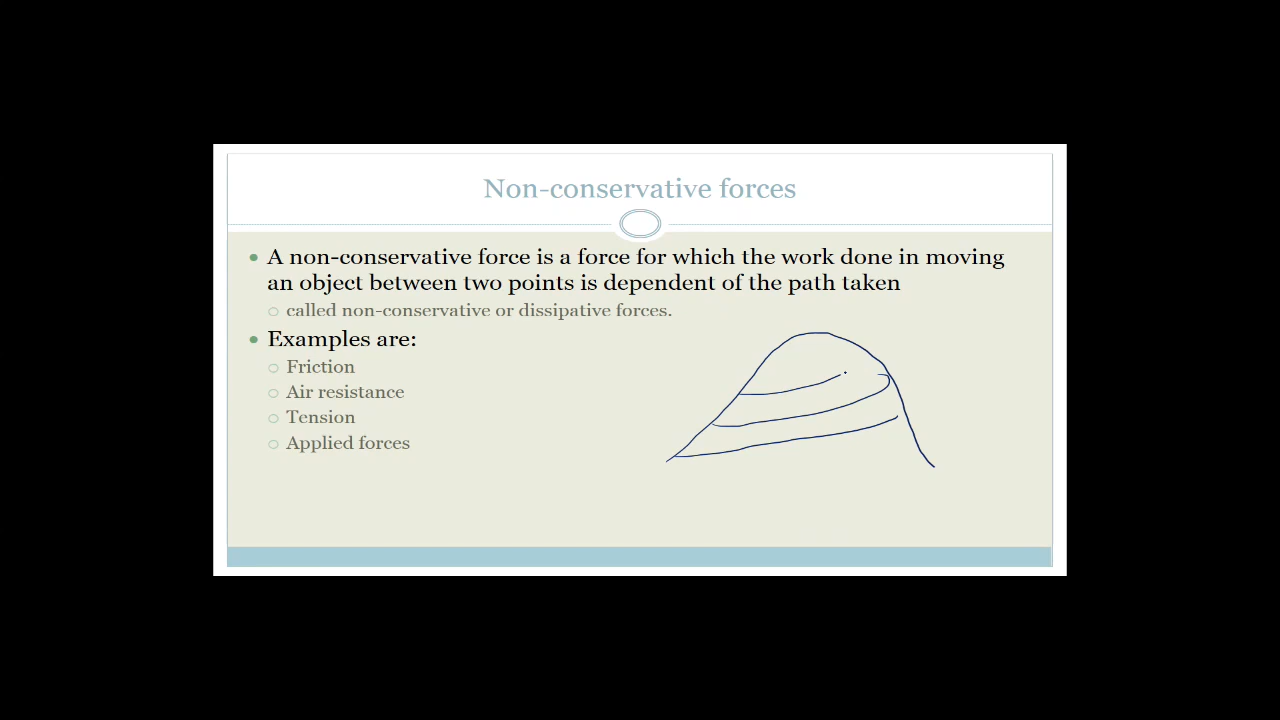 Non-conservative forces
A non-conservative force is a force for which the work done in moving
an object between two points is dependent of the path taken
called non-conservative or dissipative forces.
Examples are:
Friction
Air resistance
Tension
Applied forces